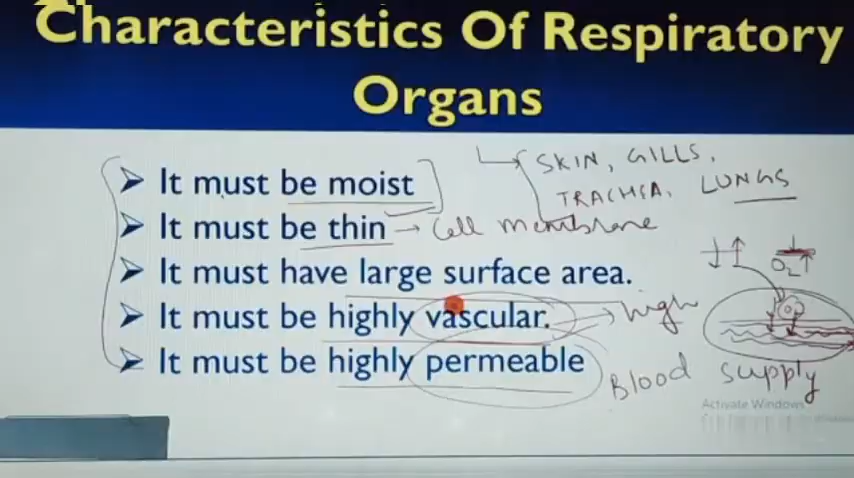 Characteristics Of Respiratory
Organs
➤ It must be moist
SKIN, GILLS,
TRACHEA, LUNGS
➤ It must be thin → Cell membrane
➤ It must have large surface area.
O₂
➤ It must be highly vascular. → high
Blood supply
➤ It must be highly permeable
Activate Windows